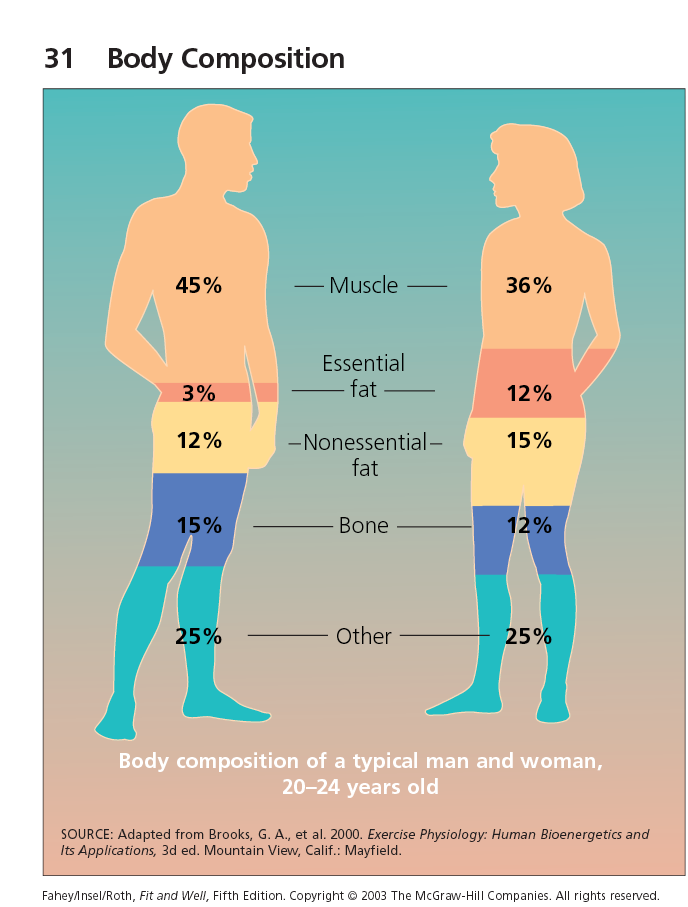 31 Body Composition
45% Muscle 36%
Essential
3% fat 12%
12% Nonessential 15%
fat
15% Bone 12%
25% Other 25%
Body composition of a typical man and woman,
20–24 years old
SOURCE: Adapted from Brooks, G. A., et al. 2000. Exercise Physiology: Human Bioenergetics and
Its Applications, 3d ed. Mountain View, Calif.: Mayfield.
Fahey/Insel/Roth, Fit and Well, Fifth Edition. Copyright © 2003 The McGraw-Hill Companies. All rights reserved.